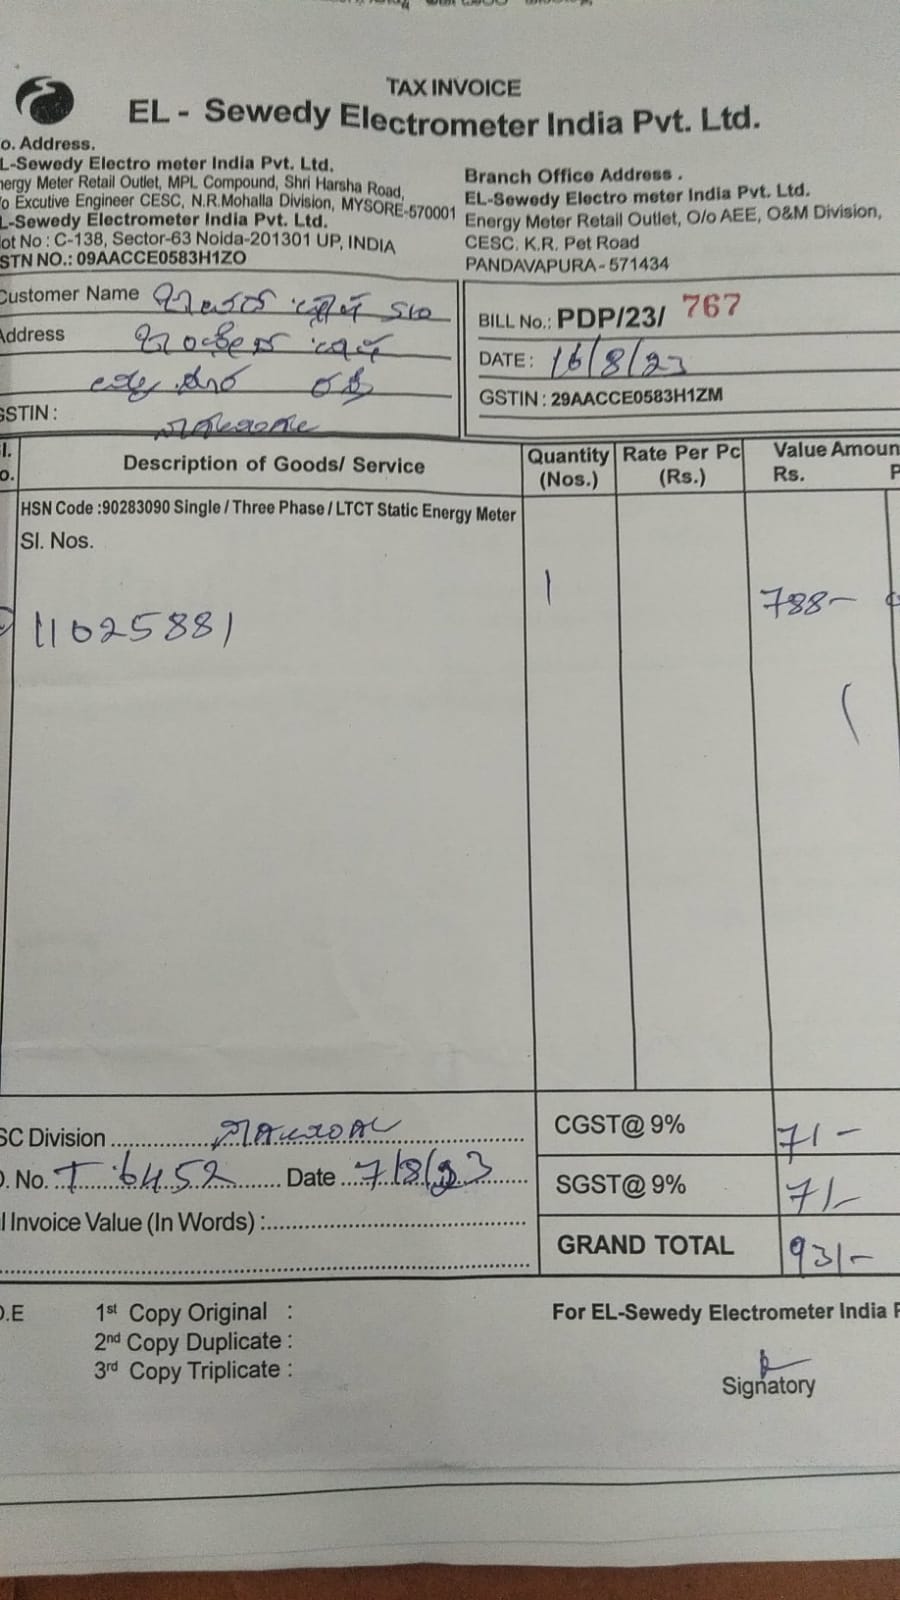 TAX INVOICE
EL - Sewedy Electrometer India Pvt. Ltd.
o. Address.
L-Sewedy Electro meter India Pvt. Ltd.
nergy Meter Retail Outlet, MPL Compound, Shri Harsha Road,
/o Excutive Engineer CESC, N.R.Mohalla Division, MYSORE-570001
L-Sewedy Electrometer India Pvt. Ltd.
lot No : C-138, Sector-63 Noida-201301 UP, INDIA
STN NO.: 09AACCE0583H1ZO
Branch Office Address .
EL-Sewedy Electro meter India Pvt. Ltd.
Energy Meter Retail Outlet, O/o AEE, O&M Division,
CESC. K.R. Pet Road
PANDAVAPURA - 571434
Customer Name
Address
GSTIN :
BILL No.: PDP/23/ 767
DATE : 16/8/23
GSTIN : 29AACCE0583H1ZM
l.
o.
Description of Goods/ Service
Quantity
(Nos.)
Rate Per Pc
(Rs.)
Value Amoun
Rs. P
HSN Code :90283090 Single / Three Phase / LTCT Static Energy Meter
Sl. Nos.
11025881
1
788-
SC Division
O. No. T 6452 Date 7/8/23
l Invoice Value (In Words) :
CGST@ 9% 71-
SGST@ 9% 71-
GRAND TOTAL 931-
O.E
1st Copy Original :
2nd Copy Duplicate :
3rd Copy Triplicate :
For EL-Sewedy Electrometer India P
Signatory